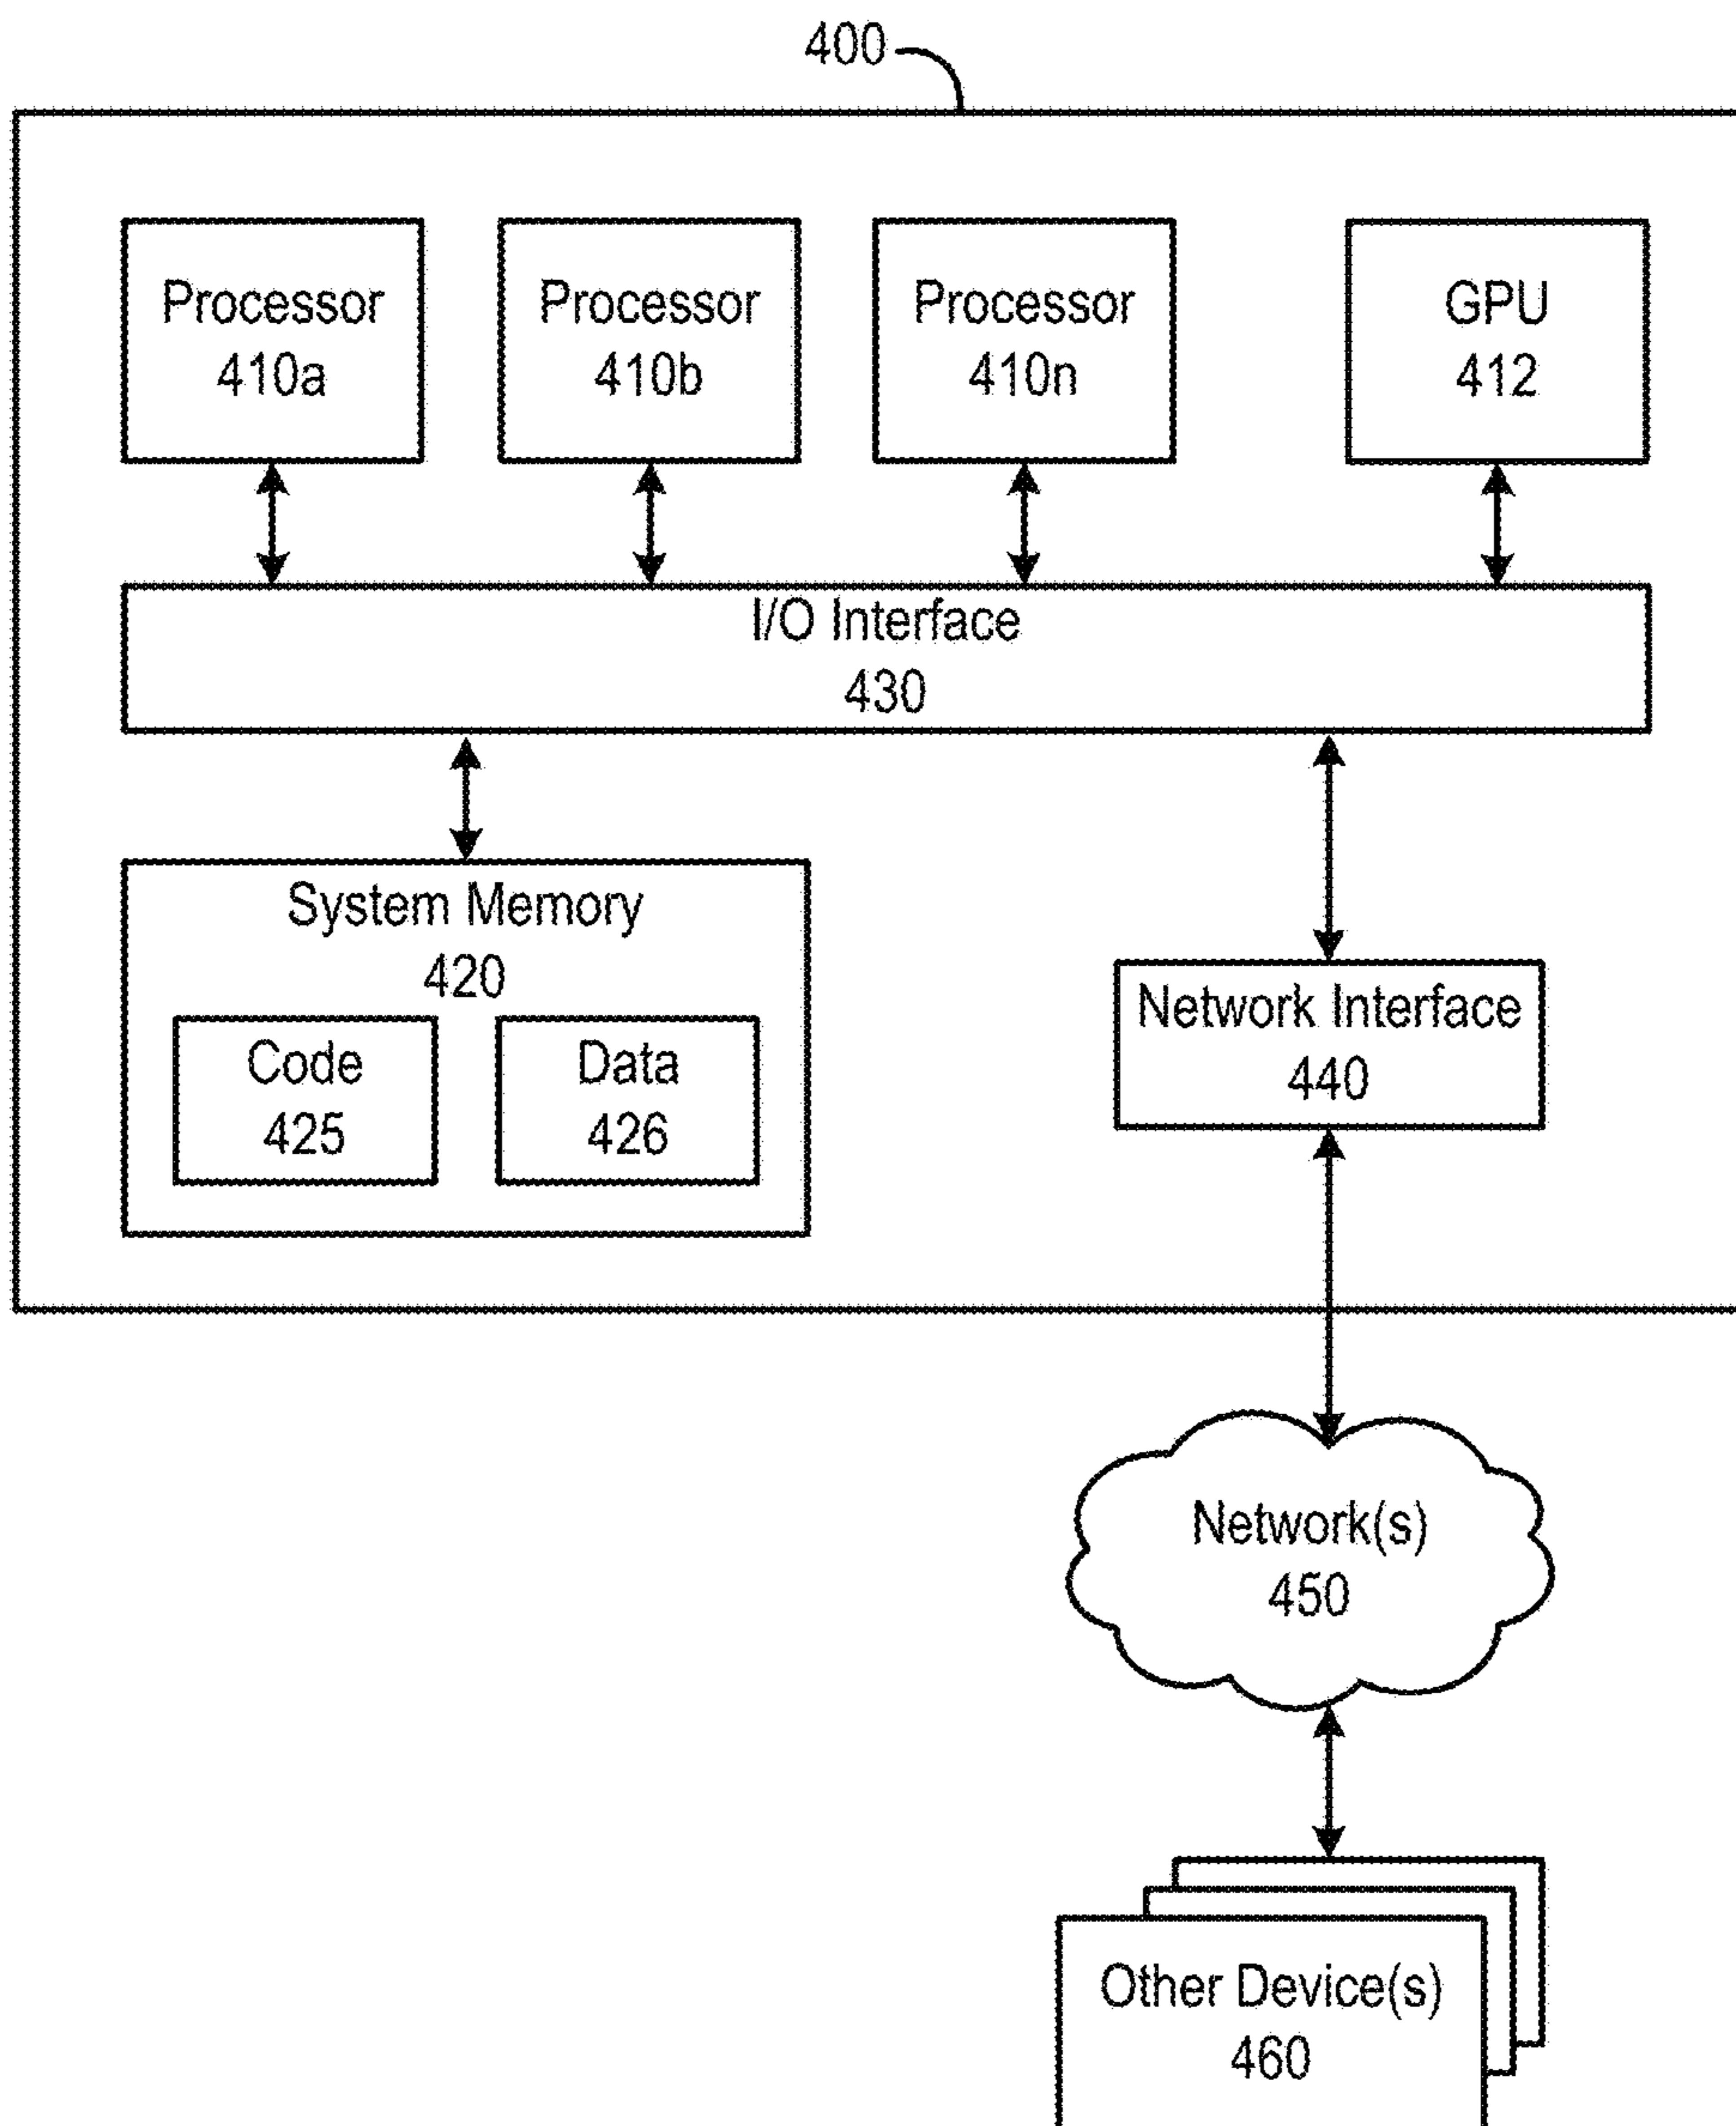 400
Processor
410a
Processor
410b
Processor
410n
GPU
412
I/O Interface
430
System Memory
420
Code
425
Data
426
Network Interface
440
Network(s)
450
Other Device(s)
460